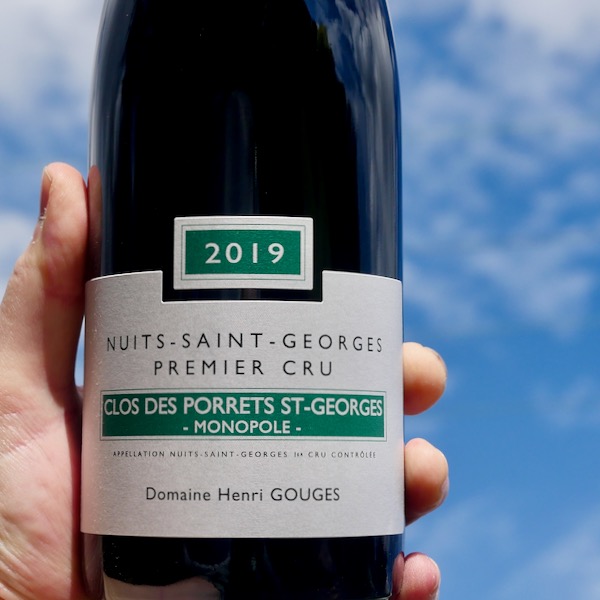 2019
NUITS-SAINT-GEORGES
PREMIER CRU
CLOS DES PORRETS ST-GEORGES
- MONOPOLE -
APPELLATION NUITS-SAINT-GEORGES 1ER CRU CONTRÔLÉE
Domaine Henri GOUGES